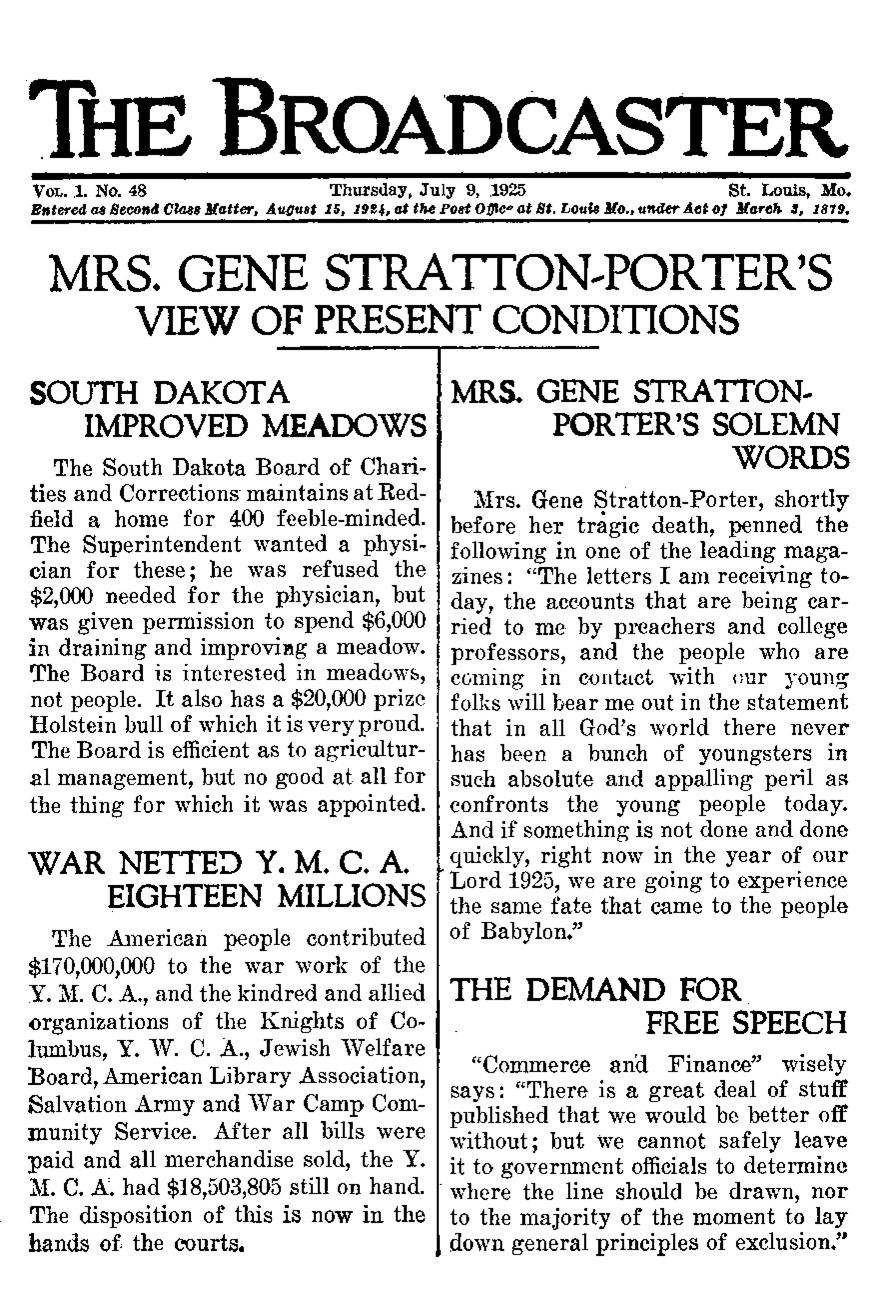 THE BROADCASTER
VOL. 1. No. 48 Thursday, July 9, 1925 St. Louis, Mo.
Entered as Second Class Matter, August 15, 1924, at the Post Office at St. Louis Mo., under Act of March 3, 1879.
MRS. GENE STRATTON-PORTER'S
VIEW OF PRESENT CONDITIONS
SOUTH DAKOTA
IMPROVED MEADOWS
The South Dakota Board of Chari-
ties and Corrections maintains at Red-
field a home for 400 feeble-minded.
The Superintendent wanted a physi-
cian for these; he was refused the
$2,000 needed for the physician, but
was given permission to spend $6,000
in draining and improving a meadow.
The Board is interested in meadows,
not people. It also has a $20,000 prize
Holstein bull of which it is very proud.
The Board is efficient as to agricultur-
al management, but no good at all for
the thing for which it was appointed.
WAR NETTED Y. M. C. A.
EIGHTEEN MILLIONS
The American people contributed
$170,000,000 to the war work of the
Y. M. C. A., and the kindred and allied
organizations of the Knights of Co-
lumbus, Y. W. C. A., Jewish Welfare
Board, American Library Association,
Salvation Army and War Camp Com-
munity Service. After all bills were
paid and all merchandise sold, the Y.
M. C. A. had $18,503,805 still on hand.
The disposition of this is now in the
hands of the courts.
MRS. GENE STRATTON-
PORTER'S SOLEMN
WORDS
Mrs. Gene Stratton-Porter, shortly
before her tragic death, penned the
following in one of the leading maga-
zines: "The letters I am receiving to-
day, the accounts that are being car-
ried to me by preachers and college
professors, and the people who are
coming in contact with our young
folks will bear me out in the statement
that in all God's world there never
has been a bunch of youngsters in
such absolute and appalling peril as
confronts the young people today.
And if something is not done and done
quickly, right now in the year of our
Lord 1925, we are going to experience
the same fate that came to the people
of Babylon."
THE DEMAND FOR
FREE SPEECH
"Commerce and Finance" wisely
says: "There is a great deal of stuff
published that we would be better off
without; but we cannot safely leave
it to government officials to determine
where the line should be drawn, nor
to the majority of the moment to lay
down general principles of exclusion."